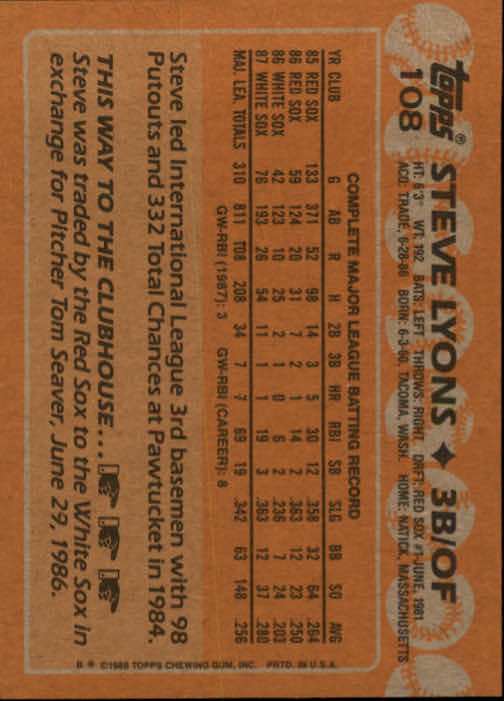 Topps®
108
STEVE LYONS ✦ 3B/OF
HT: 6'3" WT: 192 BATS: LEFT THROWS: RIGHT DRFT: RED SOX #1-JUNE, 1981
ACQ: TRADE, 6-29-86 BORN: 6-3-60, TACOMA, WASH. HOME: NATICK, MASSACHUSETTS
COMPLETE MAJOR LEAGUE BATTING RECORD
YR CLUB G AB R H 2B 3B HR RBI SB SLG BB SO AVG
85 RED SOX 133 371 52 98 14 3 5 30 12 .358 32 64 .264
86 RED SOX 59 124 20 31 7 2 1 14 2 .363 12 23 .250
86 WHITE SOX 42 123 10 25 2 1 0 6 2 .236 7 24 .203
87 WHITE SOX 76 193 26 54 11 1 1 19 3 .363 12 37 .280
MAJ. LEA. TOTALS 310 811 108 208 34 7 7 69 19 .342 63 148 .256
GW-RBI (1987): 3 GW-RBI (CAREER): 8
Steve led International League 3rd basemen with 98
Putouts and 332 Total Chances at Pawtucket in 1984.
THIS WAY TO THE CLUBHOUSE...
Steve was traded by the Red Sox to the White Sox in
exchange for Pitcher Tom Seaver, June 29, 1986.
B * ©1988 TOPPS CHEWING GUM, INC. PRTD. IN U.S.A.